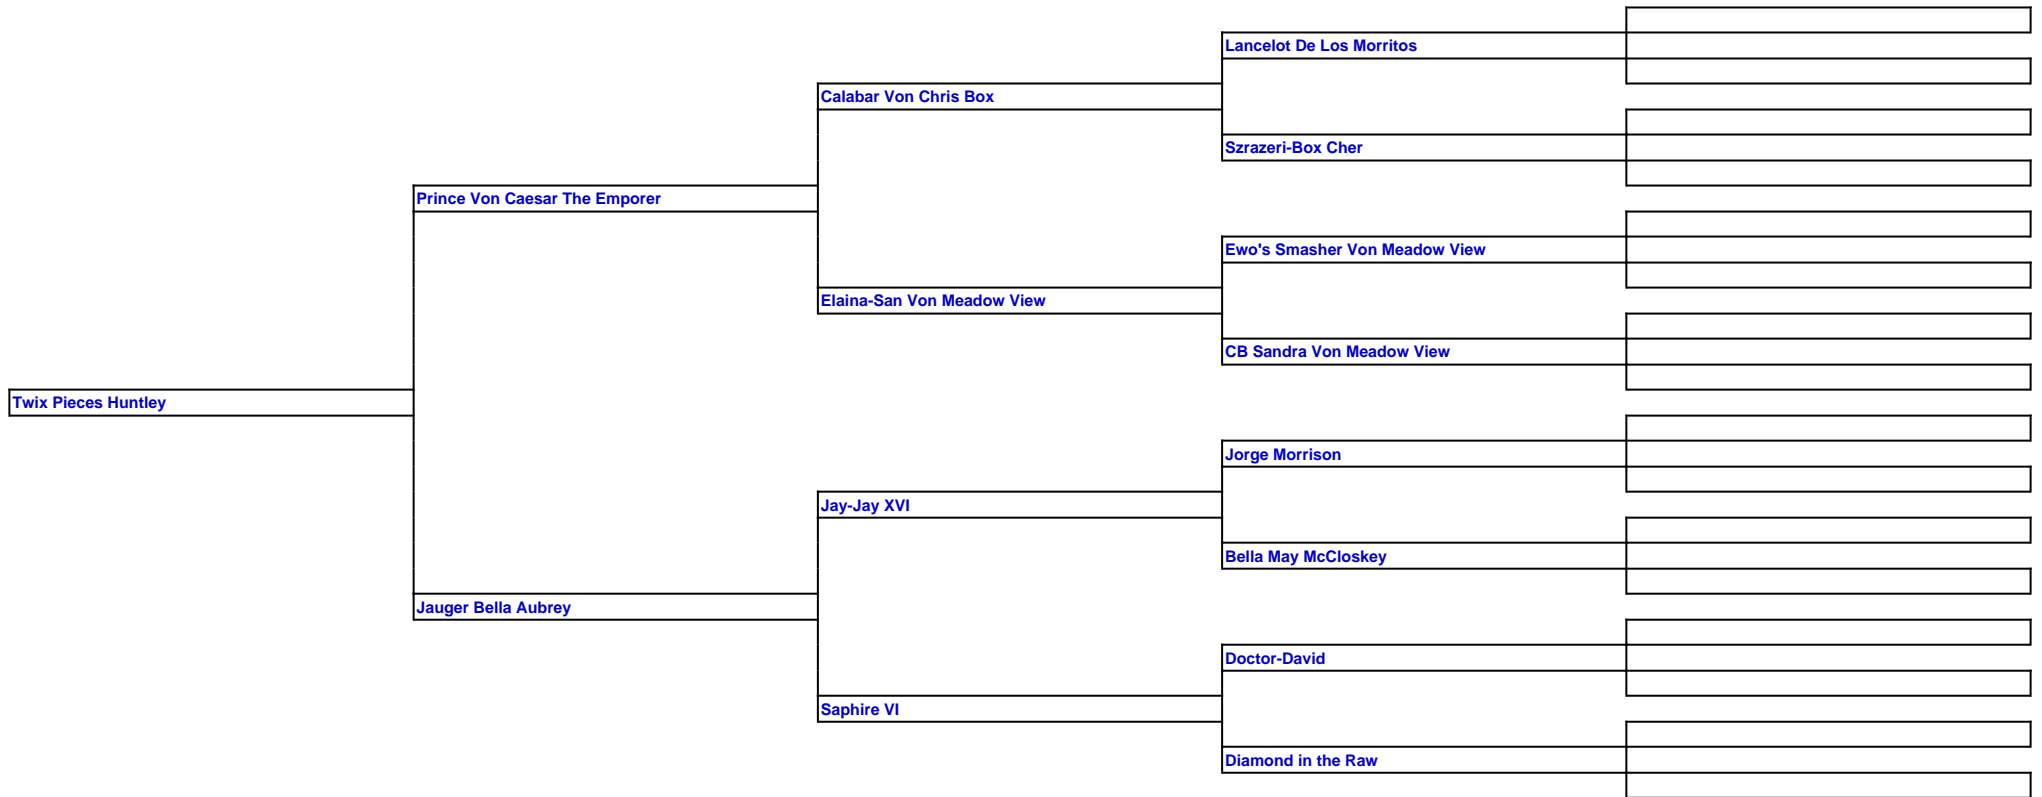 Lancelot De Los Morritos
Calabar Von Chris Box
Szrazeri-Box Cher
Prince Von Caesar The Emporer
Ewo's Smasher Von Meadow View
Elaina-San Von Meadow View
CB Sandra Von Meadow View
Twix Pieces Huntley
Jorge Morrison
Jay-Jay XVI
Bella May McCloskey
Jauger Bella Aubrey
Doctor-David
Saphire VI
Diamond in the Raw